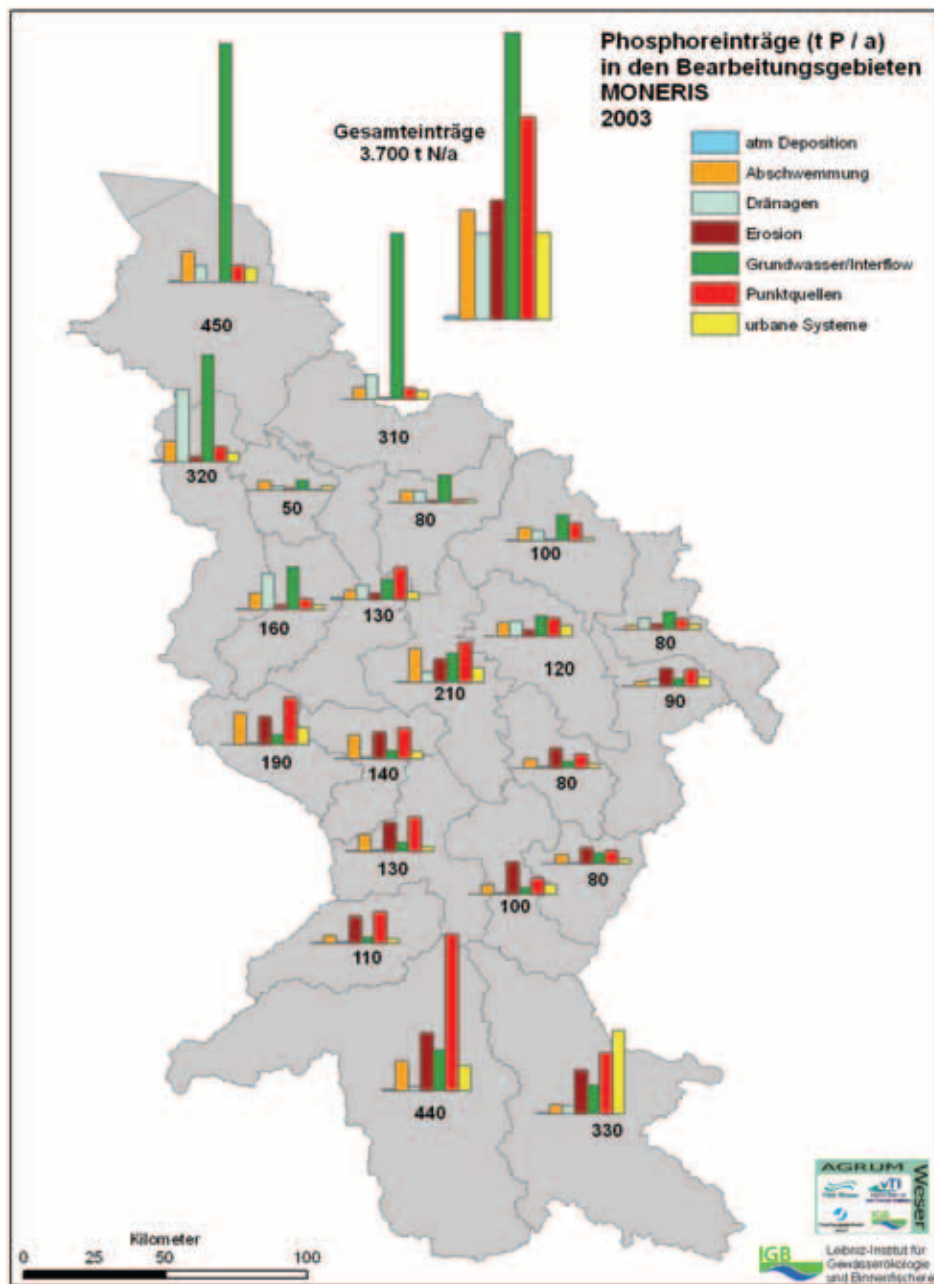 Phosphoreinträge (t P / a)
in den Bearbeitungsgebieten
MONERIS
2003
Gesamteinträge
3.700 t N/a
atm Deposition
Abschwemmung
Dränagen
Erosion
Grundwasser/Interflow
Punktquellen
urbane Systeme
450
310
320
50
80
100
160
130
120
80
210
90
190
140
80
130
100
80
110
440
330
Kilometer
0 25 50 100
AGRUM
Weser
vTI
IGB
IGB
Leibniz-Institut für
Gewässerökologie
und Binnenfischerei